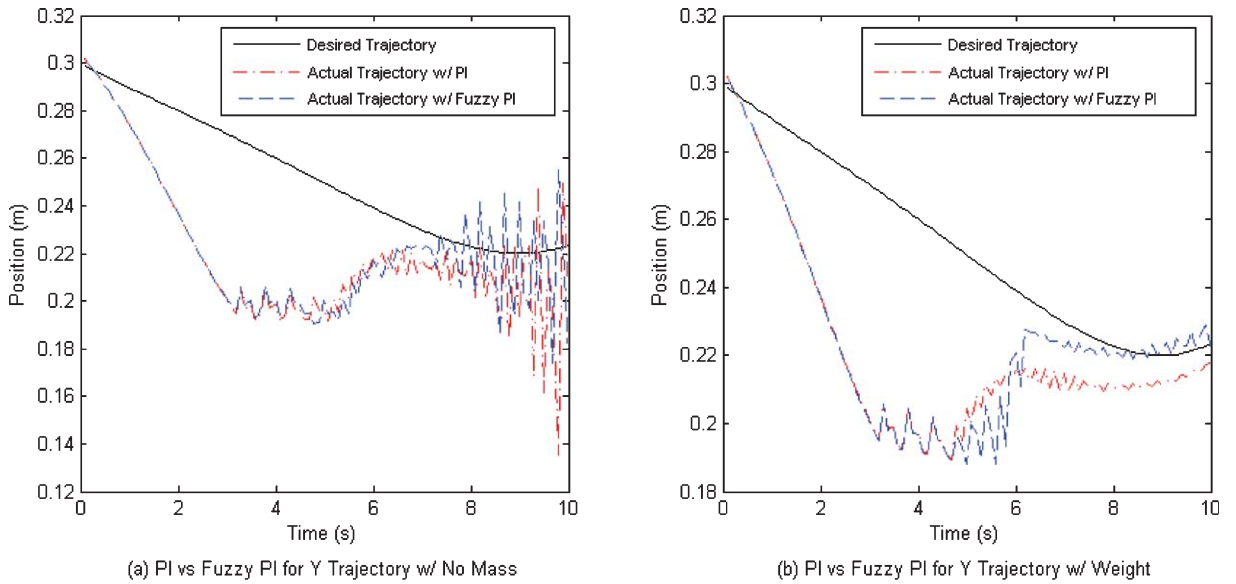 0.32
0.3
0.28
0.26
0.24
0.22
0.2
0.18
0.16
0.14
0.12
Position (m)
0 2 4 6 8 10
Time (s)
Desired Trajectory
Actual Trajectory w/ PI
Actual Trajectory w/ Fuzzy PI
(a) PI vs Fuzzy PI for Y Trajectory w/ No Mass
0.32
0.3
0.28
0.26
0.24
0.22
0.2
0.18
Position (m)
0 2 4 6 8 10
Time (s)
Desired Trajectory
Actual Trajectory w/ PI
Actual Trajectory w/ Fuzzy PI
(b) PI vs Fuzzy PI for Y Trajectory w/ Weight